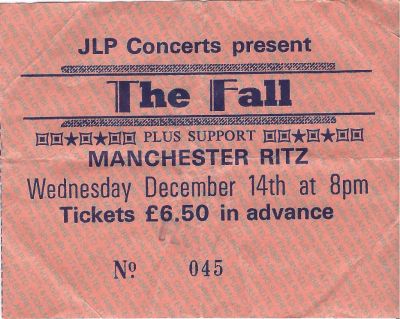 JLP Concerts present
The Fall
PLUS SUPPORT
MANCHESTER RITZ
Wednesday December 14th at 8pm
Tickets £6.50 in advance
Nº 045